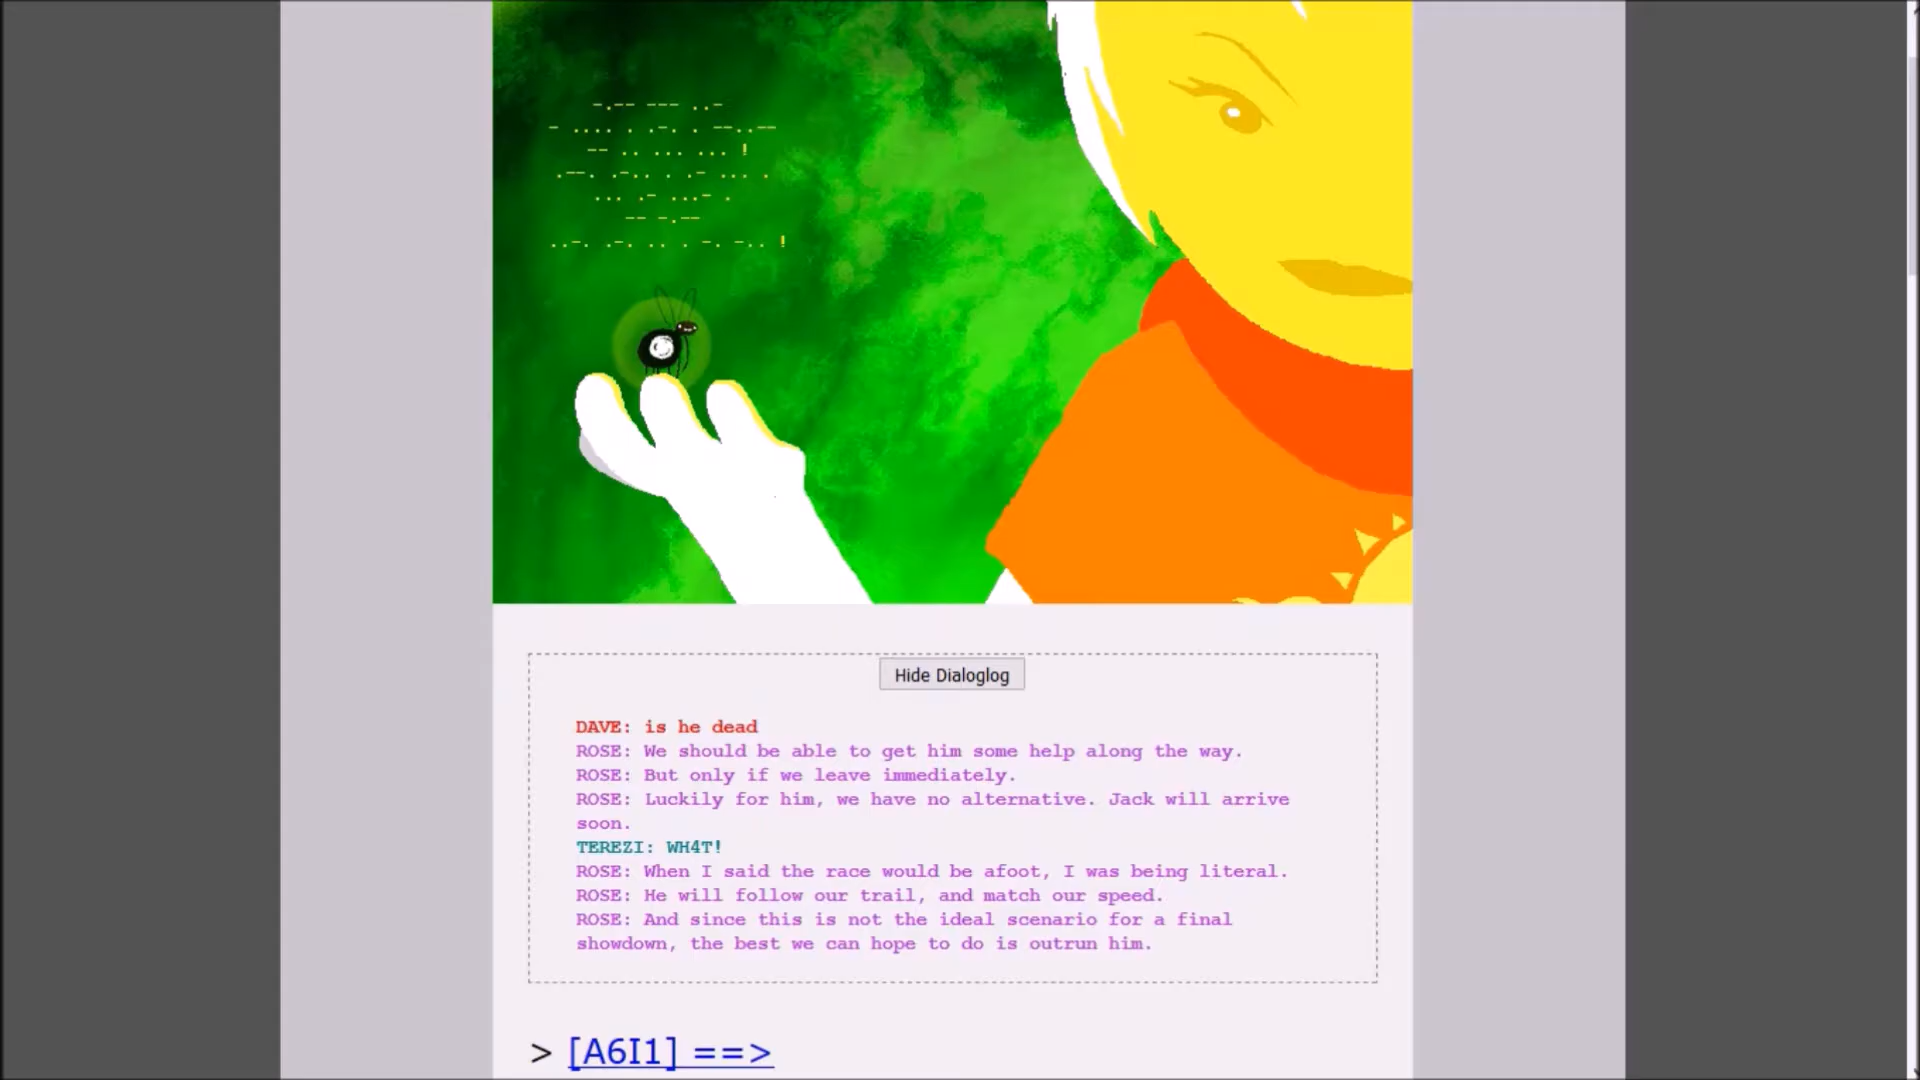 -.-- --- ..-
- .... . .-. . --..--
-- .. ... ... !
.--. .-.. . .- ... .
... .- ...- .
-- -.--
..-. .-. .. . -. -.. !
Hide Dialoglog
DAVE: is he dead
ROSE: We should be able to get him some help along the way.
ROSE: But only if we leave immediately.
ROSE: Luckily for him, we have no alternative. Jack will arrive
soon.
TEREZI: WH4T!
ROSE: When I said the race would be afoot, I was being literal.
ROSE: He will follow our trail, and match our speed.
ROSE: And since this is not the ideal scenario for a final
showdown, the best we can hope to do is outrun him.
> [A6I1] ==>